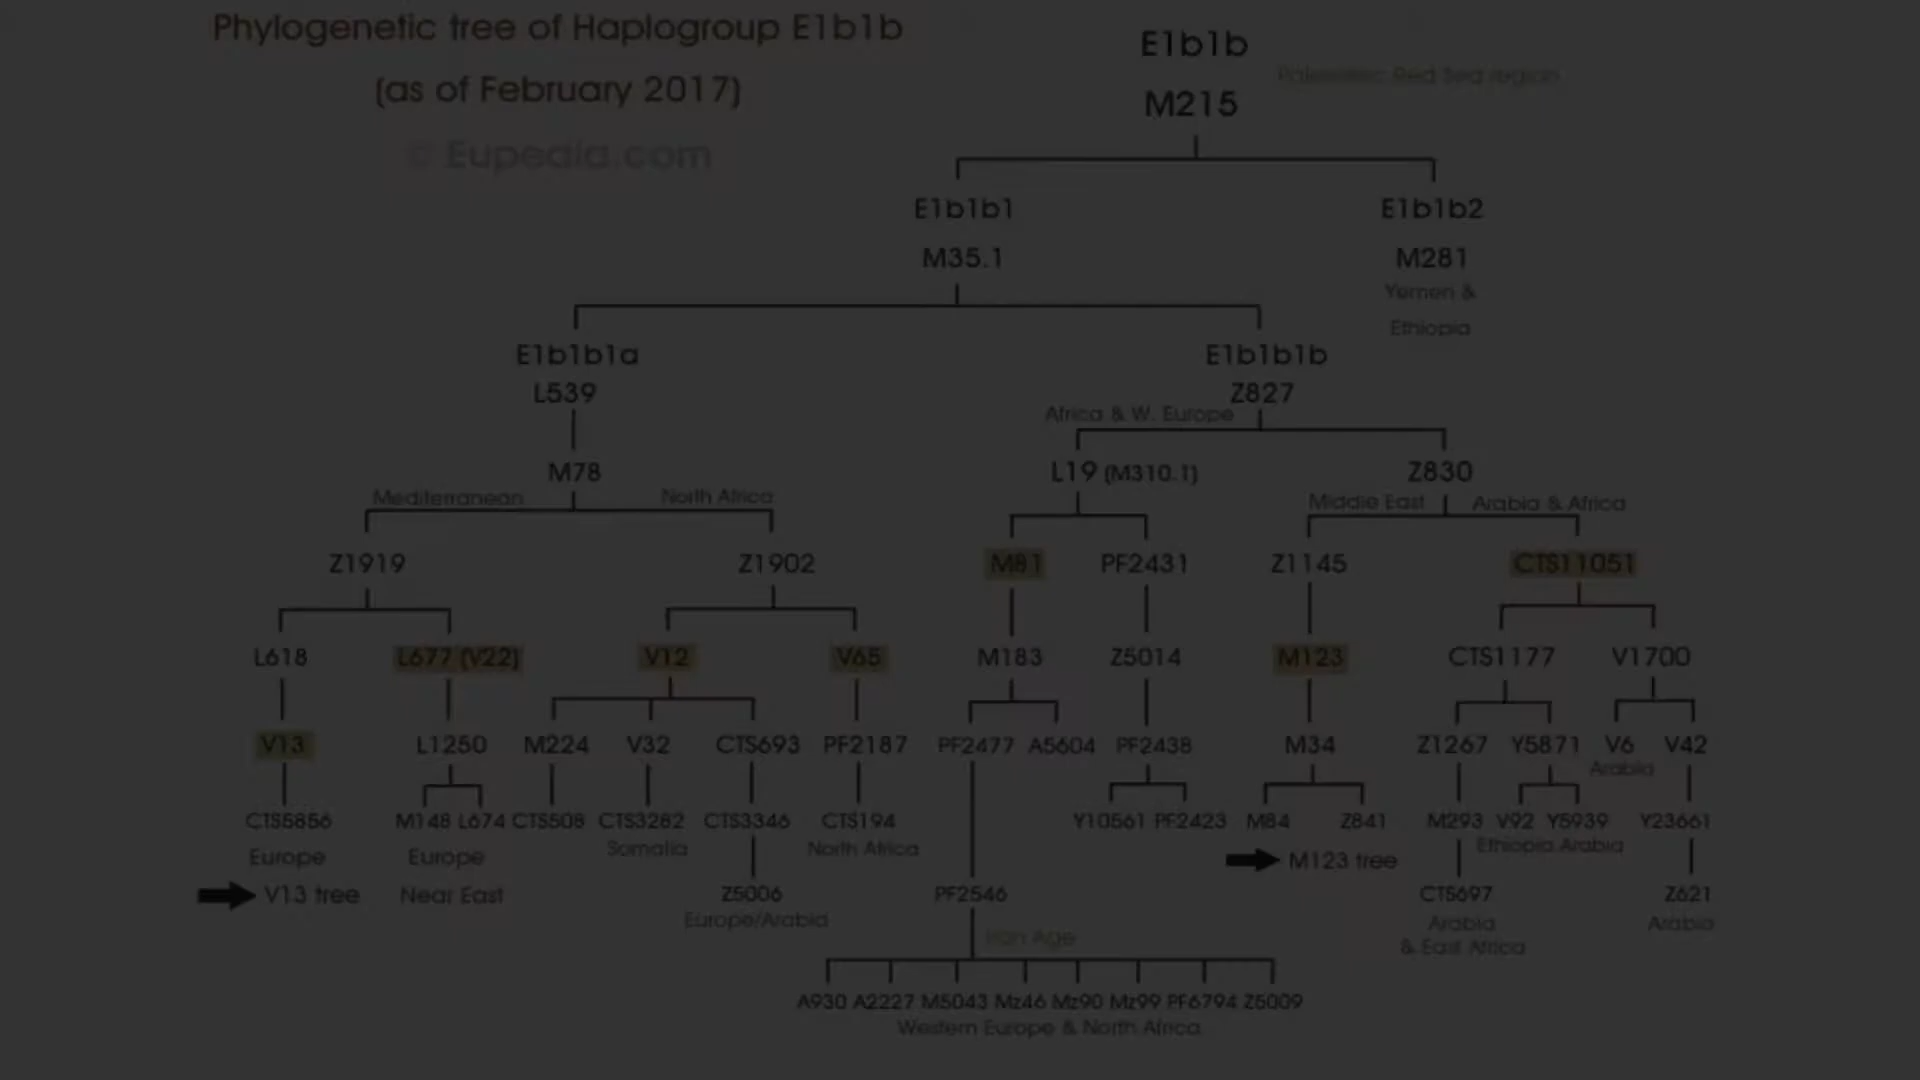 Phylogenetic tree of Haplogroup E1b1b
(as of February 2017)
© Eupedia.com
E1b1b
Paleolithic Red Sea region
M215
E1b1b1
E1b1b2
M35.1
M281
Yemen &
Ethiopia
E1b1b1a
E1b1b1b
L539
Z827
Africa & W. Europe
M78
L19 (M310.1)
Z830
Mediterranean
North Africa
Middle East
Arabia & Africa
Z1919
Z1902
M81
PF2431
Z1145
CTS11051
L618
L677 (V22)
V12
V65
M183
Z5014
M123
CTS1177
V1700
V13
L1250
M224
V32
CTS693
PF2187
PF2477
A5604
PF2438
M34
Z1267
Y5871
V6
V42
Arabia
CTS5856
M148 L674 CTS508 CTS3282 CTS3346 CTS194
Y10561 PF2423 M84 Z841
M293 V92 Y5939 Y23661
Somalia
North Africa
Ethiopia Arabia
Europe
Europe
M123 tree
V13 tree
Near East
Z5006
PF2546
CTS697
Z621
Europe/Arabia
Arabia
& East Africa
Arabia
Iron Age
A930 A2227 M5043 Mz46 Mz90 Mz99 PF6794 Z5009
Western Europe & North Africa